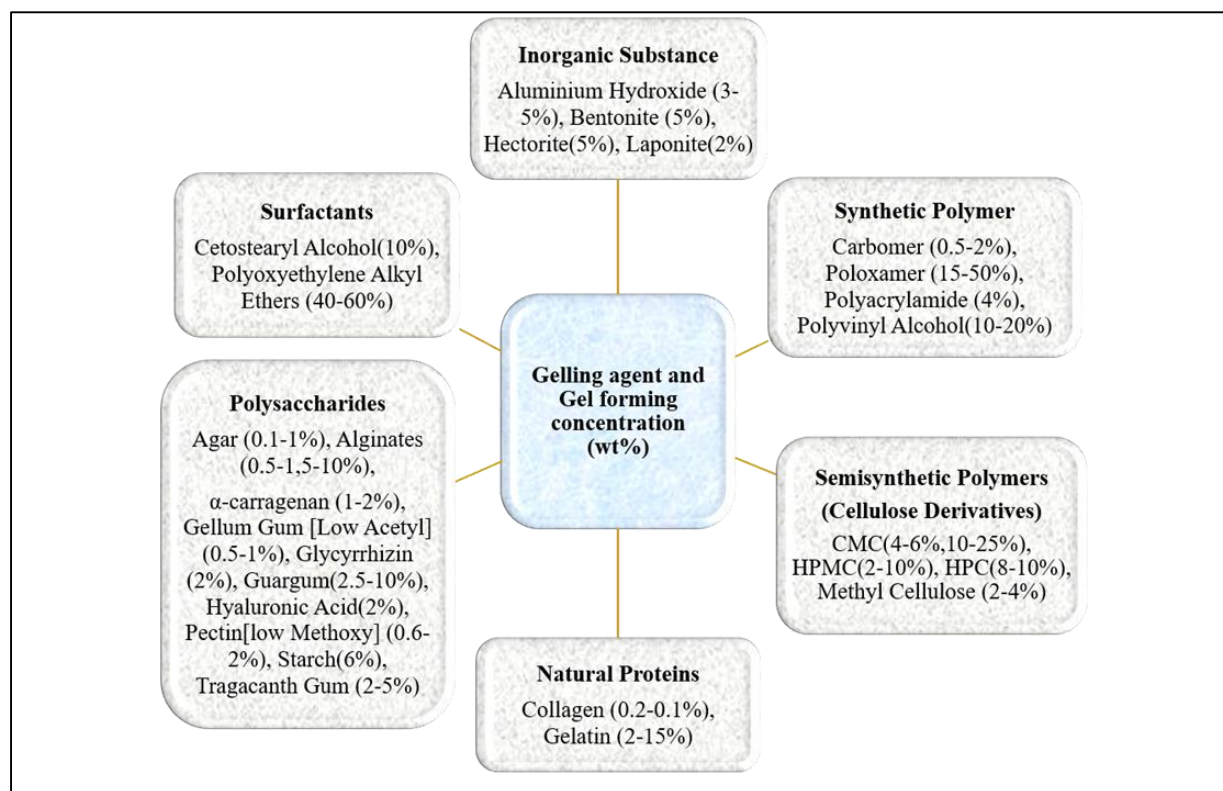 Inorganic Substance
Aluminium Hydroxide (3-
5%), Bentonite (5%),
Hectorite(5%), Laponite(2%)
Surfactants
Cetostearyl Alcohol(10%),
Polyoxyethylene Alkyl
Ethers (40-60%)
Synthetic Polymer
Carbomer (0.5-2%),
Poloxamer (15-50%),
Polyacrylamide (4%),
Polyvinyl Alcohol(10-20%)
Gelling agent and
Gel forming
concentration
(wt%)
Polysaccharides
Agar (0.1-1%), Alginates
(0.5-1,5-10%),
α-carragenan (1-2%),
Gellum Gum [Low Acetyl]
(0.5-1%), Glycyrrhizin
(2%), Guargum(2.5-10%),
Hyaluronic Acid(2%),
Pectin[low Methoxy] (0.6-
2%), Starch(6%),
Tragacanth Gum (2-5%)
Semisynthetic Polymers
(Cellulose Derivatives)
CMC(4-6%,10-25%),
HPMC(2-10%), HPC(8-10%),
Methyl Cellulose (2-4%)
Natural Proteins
Collagen (0.2-0.1%),
Gelatin (2-15%)